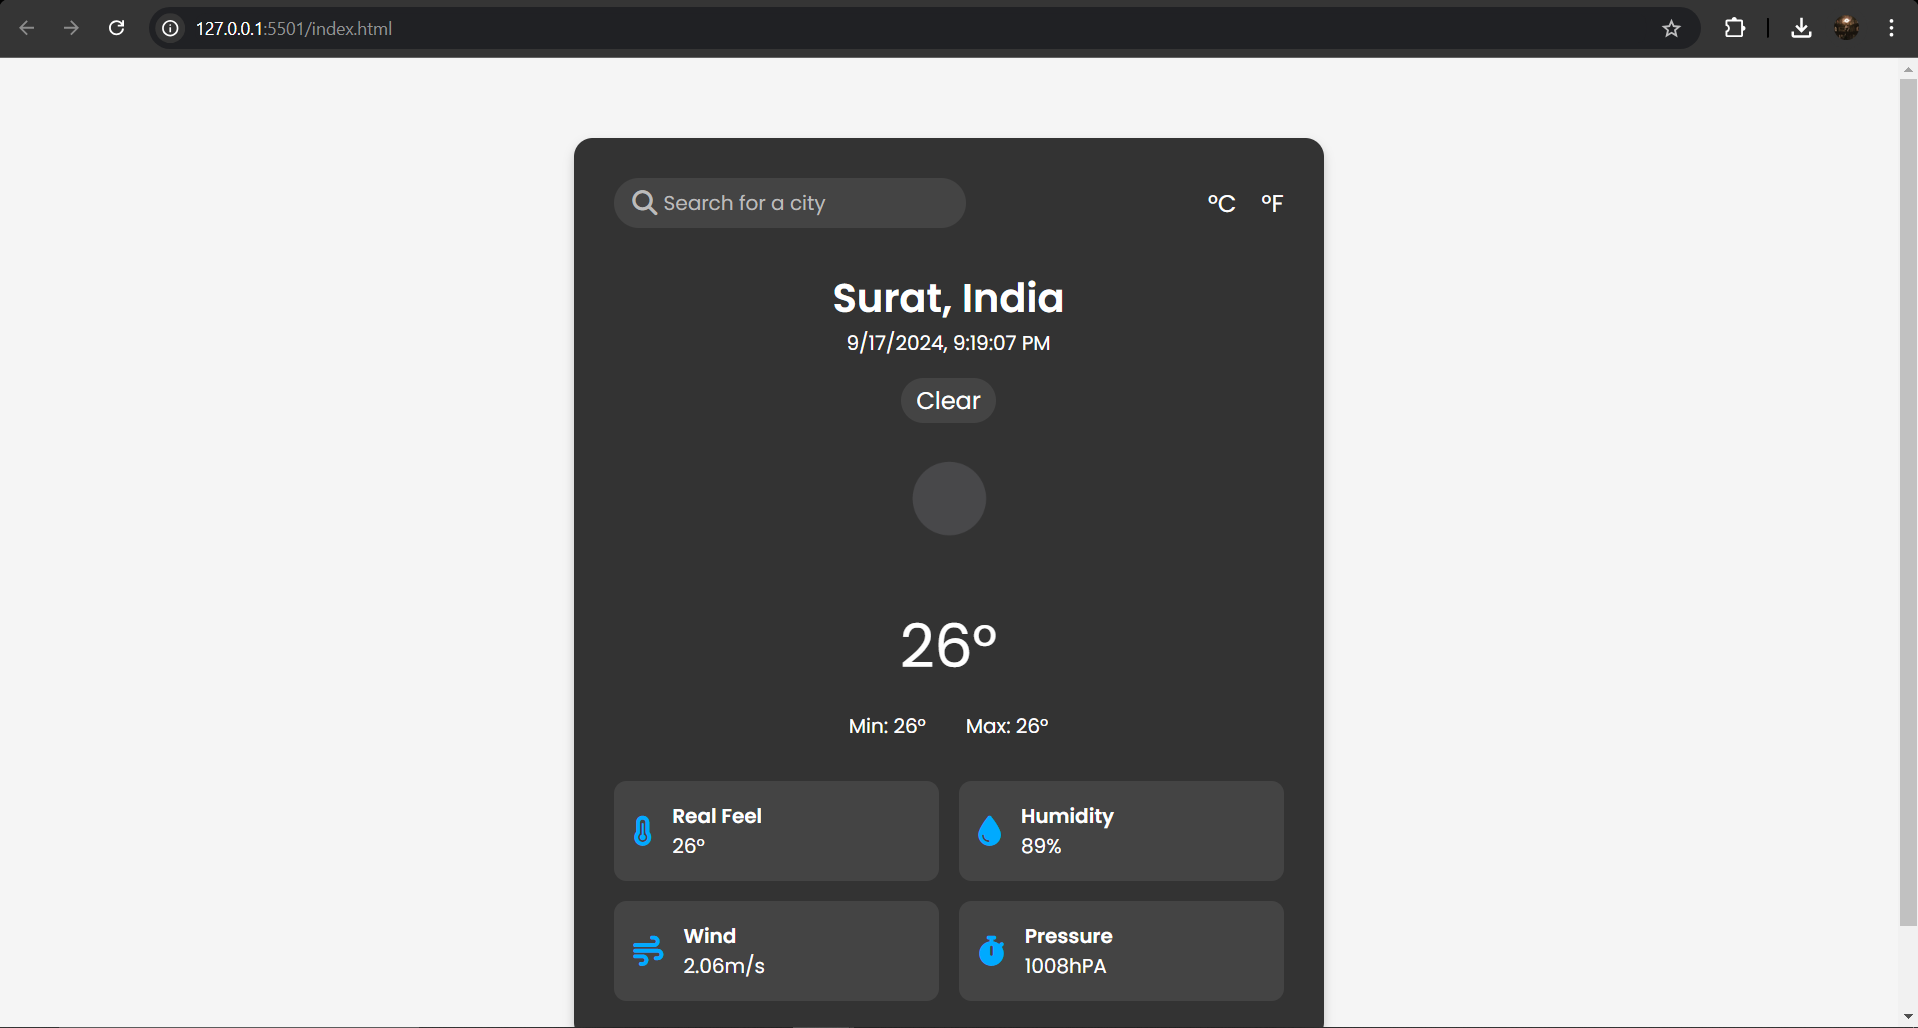 127.0.0.1:5501/index.html
Search for a city
°C °F
Surat, India
9/17/2024, 9:19:07 PM
Clear
26°
Min: 26° Max: 26°
Real Feel
26°
Humidity
89%
Wind
2.06m/s
Pressure
1008hPA